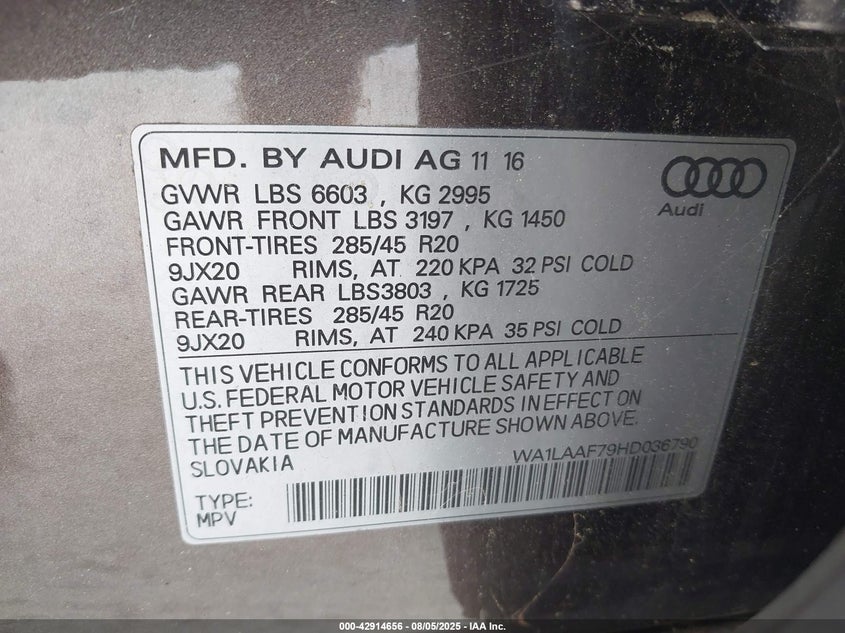 MFD. BY AUDI AG 11 16
Audi
GVWR LBS 6603 , KG 2995
GAWR FRONT LBS 3197 , KG 1450
FRONT-TIRES 285/45 R20
9JX20 RIMS, AT 220 KPA 32 PSI COLD
GAWR REAR LBS3803 , KG 1725
REAR-TIRES 285/45 R20
9JX20 RIMS, AT 240 KPA 35 PSI COLD
THIS VEHICLE CONFORMS TO ALL APPLICABLE
U.S. FEDERAL MOTOR VEHICLE SAFETY AND
THEFT PREVENTION STANDARDS IN EFFECT ON
THE DATE OF MANUFACTURE SHOWN ABOVE.
SLOVAKIA WA1LAAF79HD036790
TYPE:
MPV
000-42914656 - 08/05/2025 - IAA Inc.